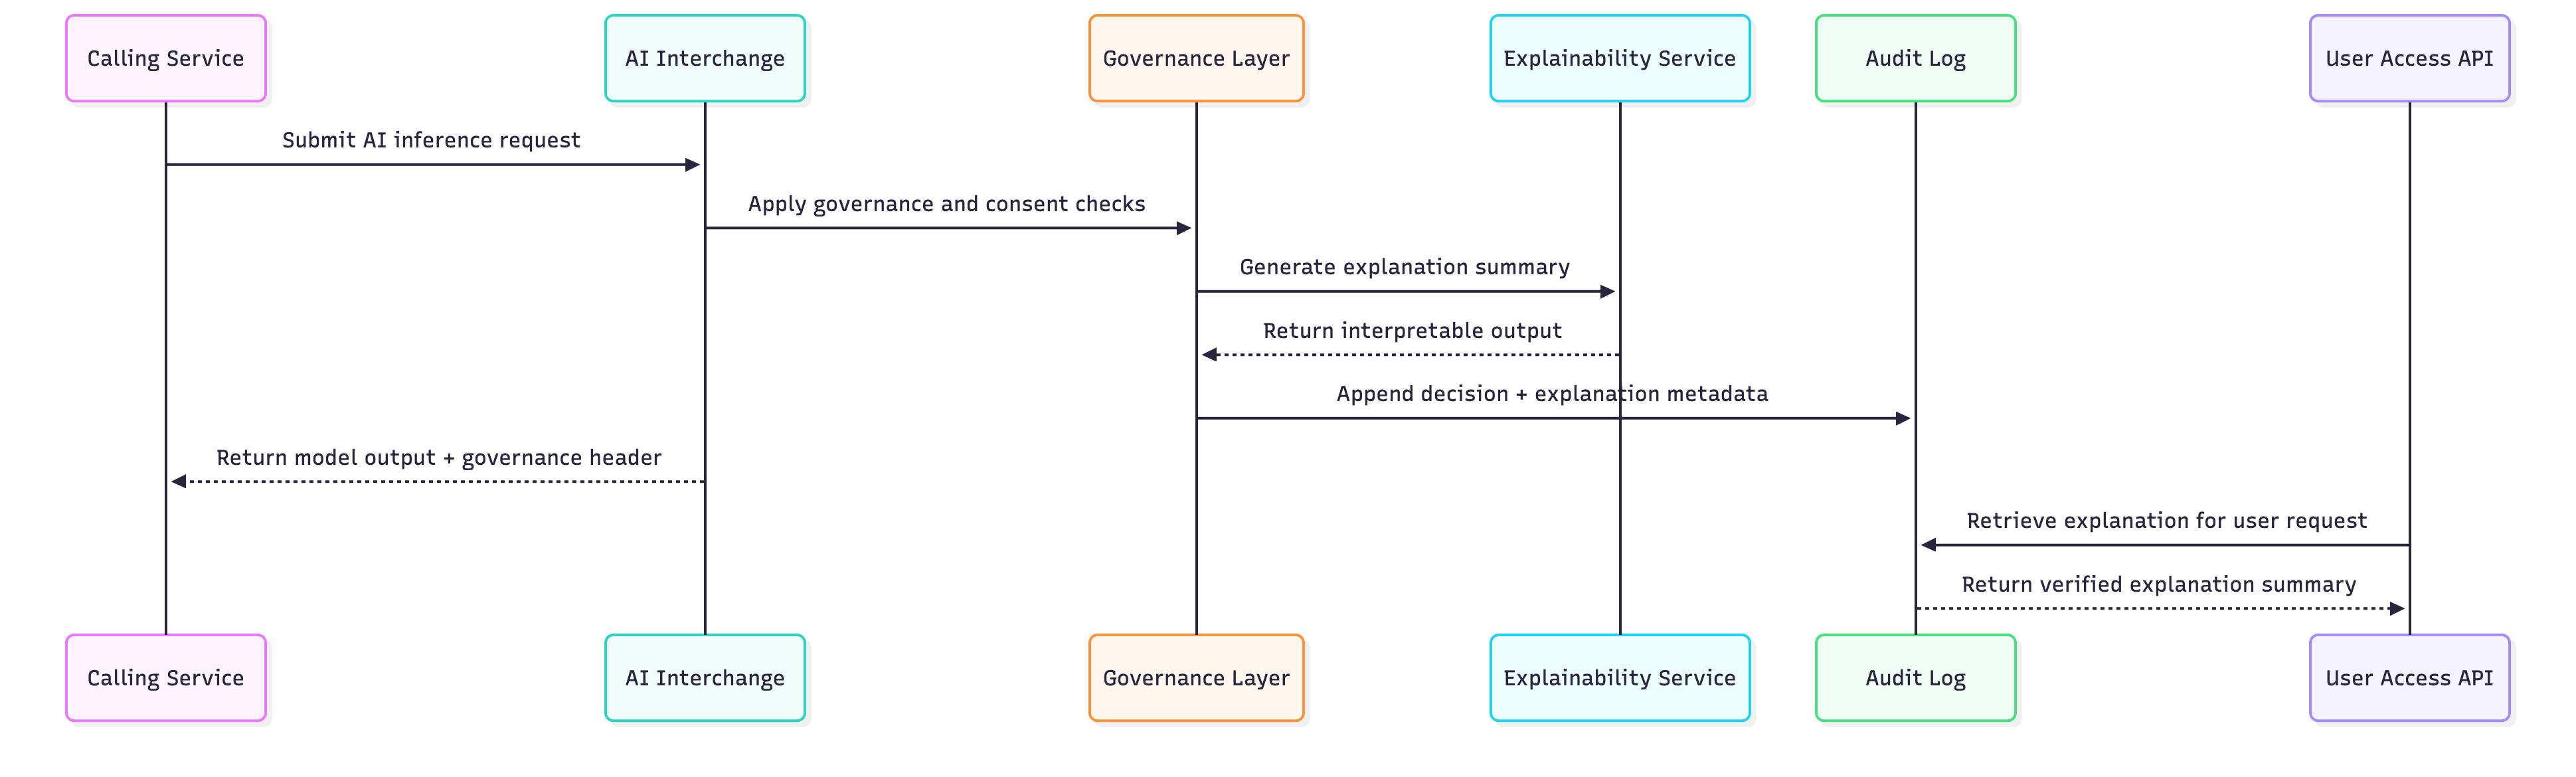 Calling Service
AI Interchange
Governance Layer
Explainability Service
Audit Log
User Access API
Submit AI inference request
Apply governance and consent checks
Generate explanation summary
Return interpretable output
Append decision + explanation metadata
Return model output + governance header
Retrieve explanation for user request
Return verified explanation summary
Calling Service
AI Interchange
Governance Layer
Explainability Service
Audit Log
User Access API